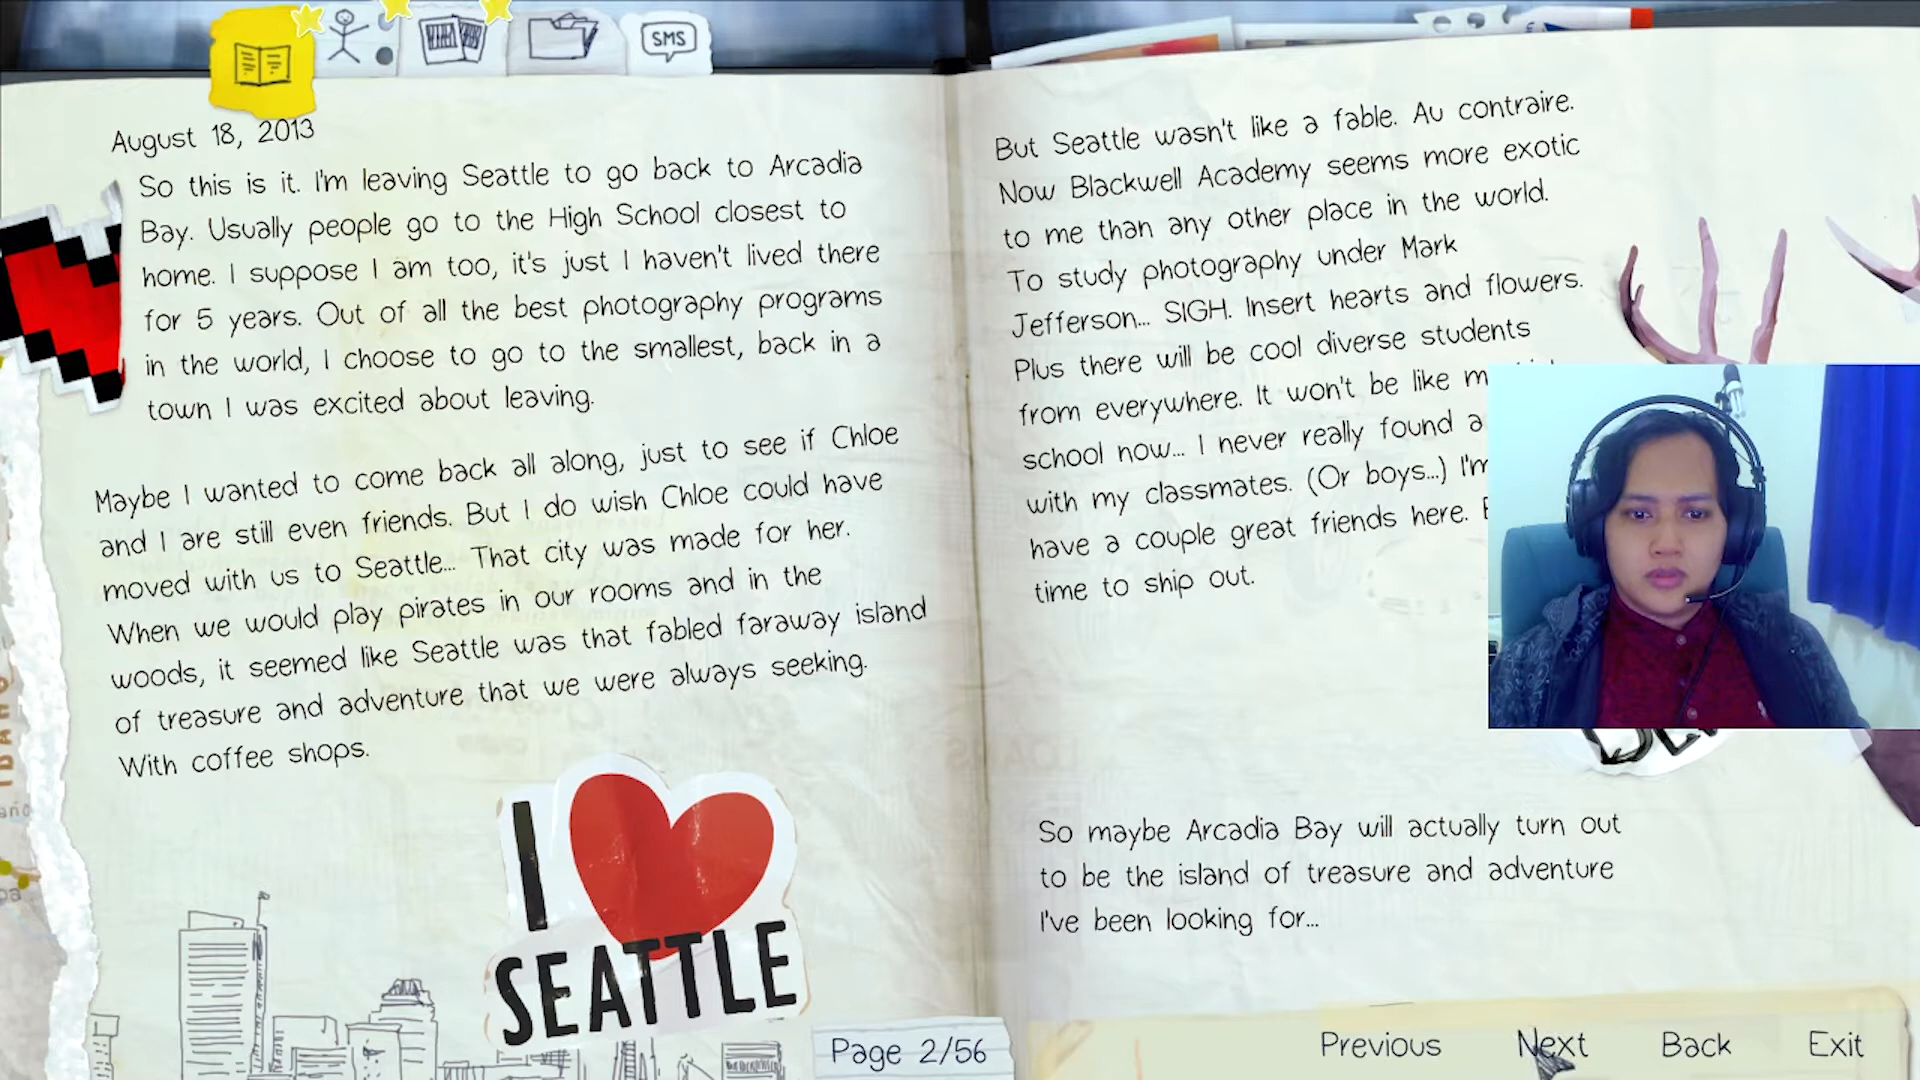 SMS
August 18, 2013
So this is it. I'm leaving Seattle to go back to Arcadia
Bay. Usually people go to the High School closest to
home. I suppose I am too, it's just I haven't lived there
for 5 years. Out of all the best photography programs
in the world, I choose to go to the smallest, back in a
town I was excited about leaving.
Maybe I wanted to come back all along, just to see if Chloe
and I are still even friends. But I do wish Chloe could have
moved with us to Seattle... That city was made for her.
When we would play pirates in our rooms and in the
woods, it seemed like Seattle was that fabled faraway island
of treasure and adventure that we were always seeking.
With coffee shops.
I
SEATTLE
Page 2/56
But Seattle wasn't like a fable. Au contraire.
Now Blackwell Academy seems more exotic
to me than any other place in the world.
To study photography under Mark
Jefferson... SIGH. Insert hearts and flowers.
Plus there will be cool diverse students
from everywhere. It won't be like
school now... I never really found a
with my classmates. (Or boys...) I'm
have a couple great friends here.
time to ship out.
So maybe Arcadia Bay will actually turn out
to be the island of treasure and adventure
I've been looking for...
Previous Next Back Exit